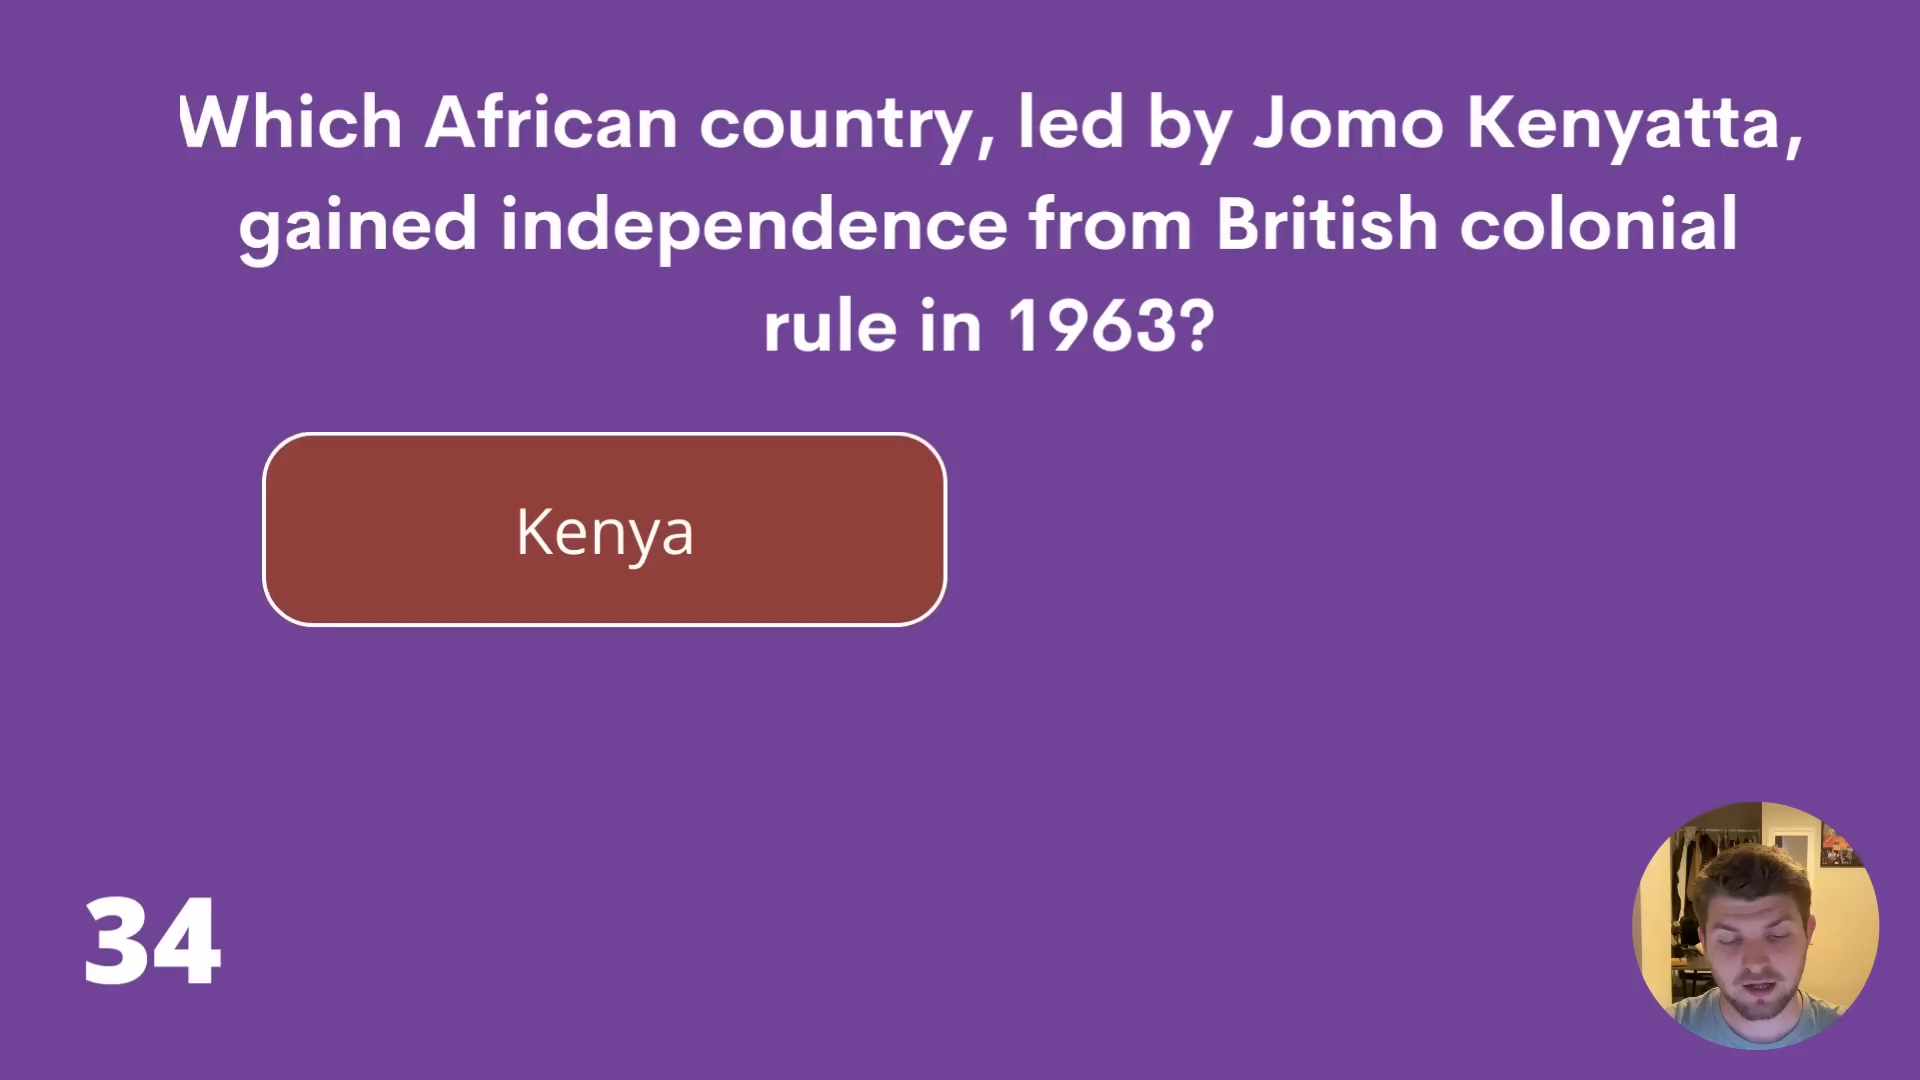 Which African country, led by Jomo Kenyatta,
gained independence from British colonial
rule in 1963?
Kenya
34